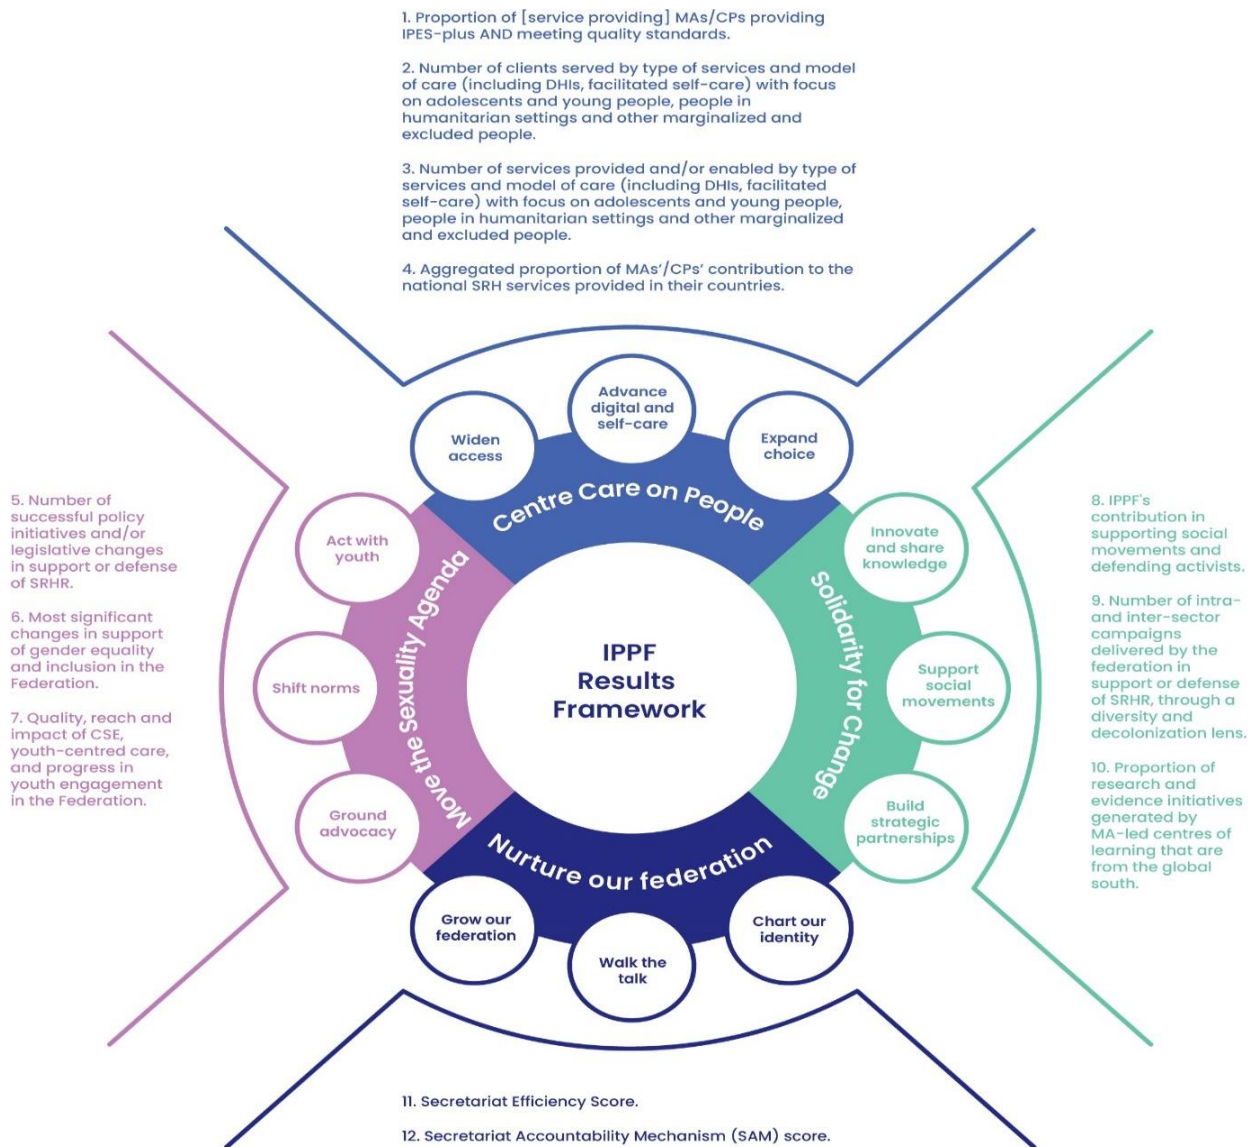 1. Proportion of [service providing] MAs/CPs providing
IPES-plus AND meeting quality standards.
2. Number of clients served by type of services and model
of care (including DHIs, facilitated self-care) with focus
on adolescents and young people, people in
humanitarian settings and other marginalized and
excluded people.
3. Number of services provided and/or enabled by type of
services and model of care (including DHIs, facilitated
self-care) with focus on adolescents and young people,
people in humanitarian settings and other marginalized
and excluded people.
4. Aggregated proportion of MAs'/CPs' contribution to the
national SRH services provided in their countries.
Widen
access
Advance
digital and
self-care
Expand
choice
Centre Care on People
5. Number of
successful policy
initiatives and/or
legislative changes
in support or defense
of SRHR.
6. Most significant
changes in support
of gender equality
and inclusion in the
Federation.
7. Quality, reach and
impact of CSE,
youth-centred care,
and progress in
youth engagement
in the Federation.
Act with
youth
Shift norms
Ground
advocacy
Move the Sexuality Agenda
IPPF
Results
Framework
Solidarity for Change
Innovate
and share
knowledge
Support
social
movements
Build
strategic
partnerships
8. IPPF's
contribution in
supporting social
movements and
defending activists.
9. Number of intra-
and inter-sector
campaigns
delivered by the
federation in
support or defense
of SRHR, through a
diversity and
decolonization lens.
10. Proportion of
research and
evidence initiatives
generated by
MA-led centres of
learning that are
from the global
south.
Nurture our federation
Grow our
federation
Walk the
talk
Chart our
identity
11. Secretariat Efficiency Score.
12. Secretariat Accountability Mechanism (SAM) score.